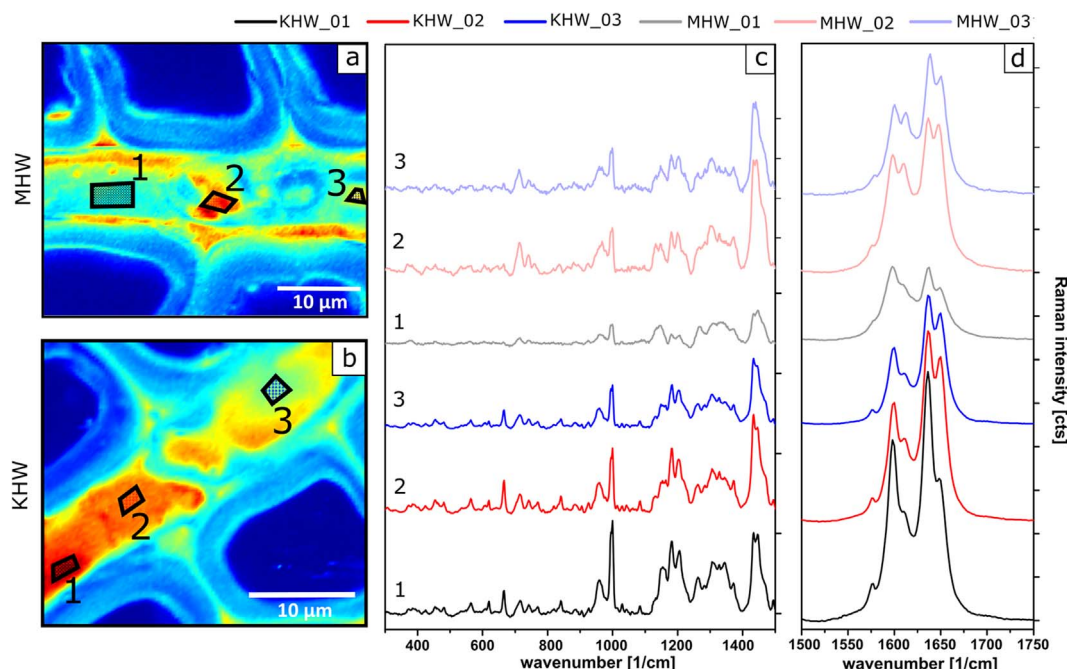 KHW_01 KHW_02 KHW_03 MHW_01 MHW_02 MHW_03
a
MHW
1
2
3
10 µm
b
KHW
3
2
1
10 µm
c
3
2
1
3
2
1
400 600 800 1000 1200 1400
wavenumber [1/cm]
d
1500 1550 1600 1650 1700 1750
wavenumber [1/cm]
Raman intensity [cts]